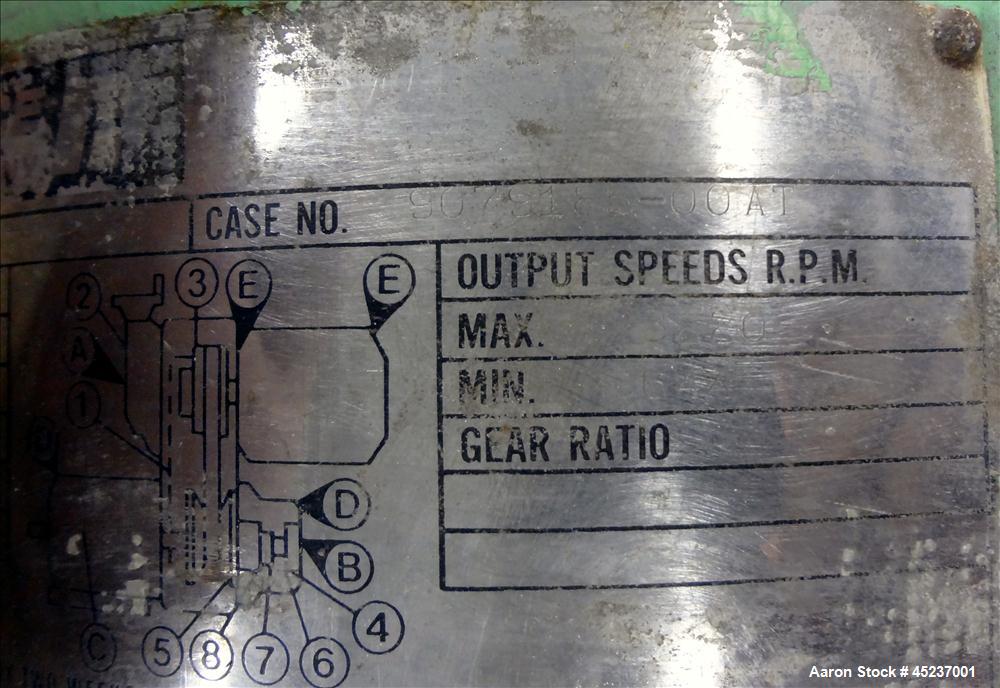 CASE NO.
OUTPUT SPEEDS R.P.M.
MAX.
MIN.
GEAR RATIO
2
3
E
E
A
1
D
B
C
5
8
7
6
4
Aaron Stock # 45237001